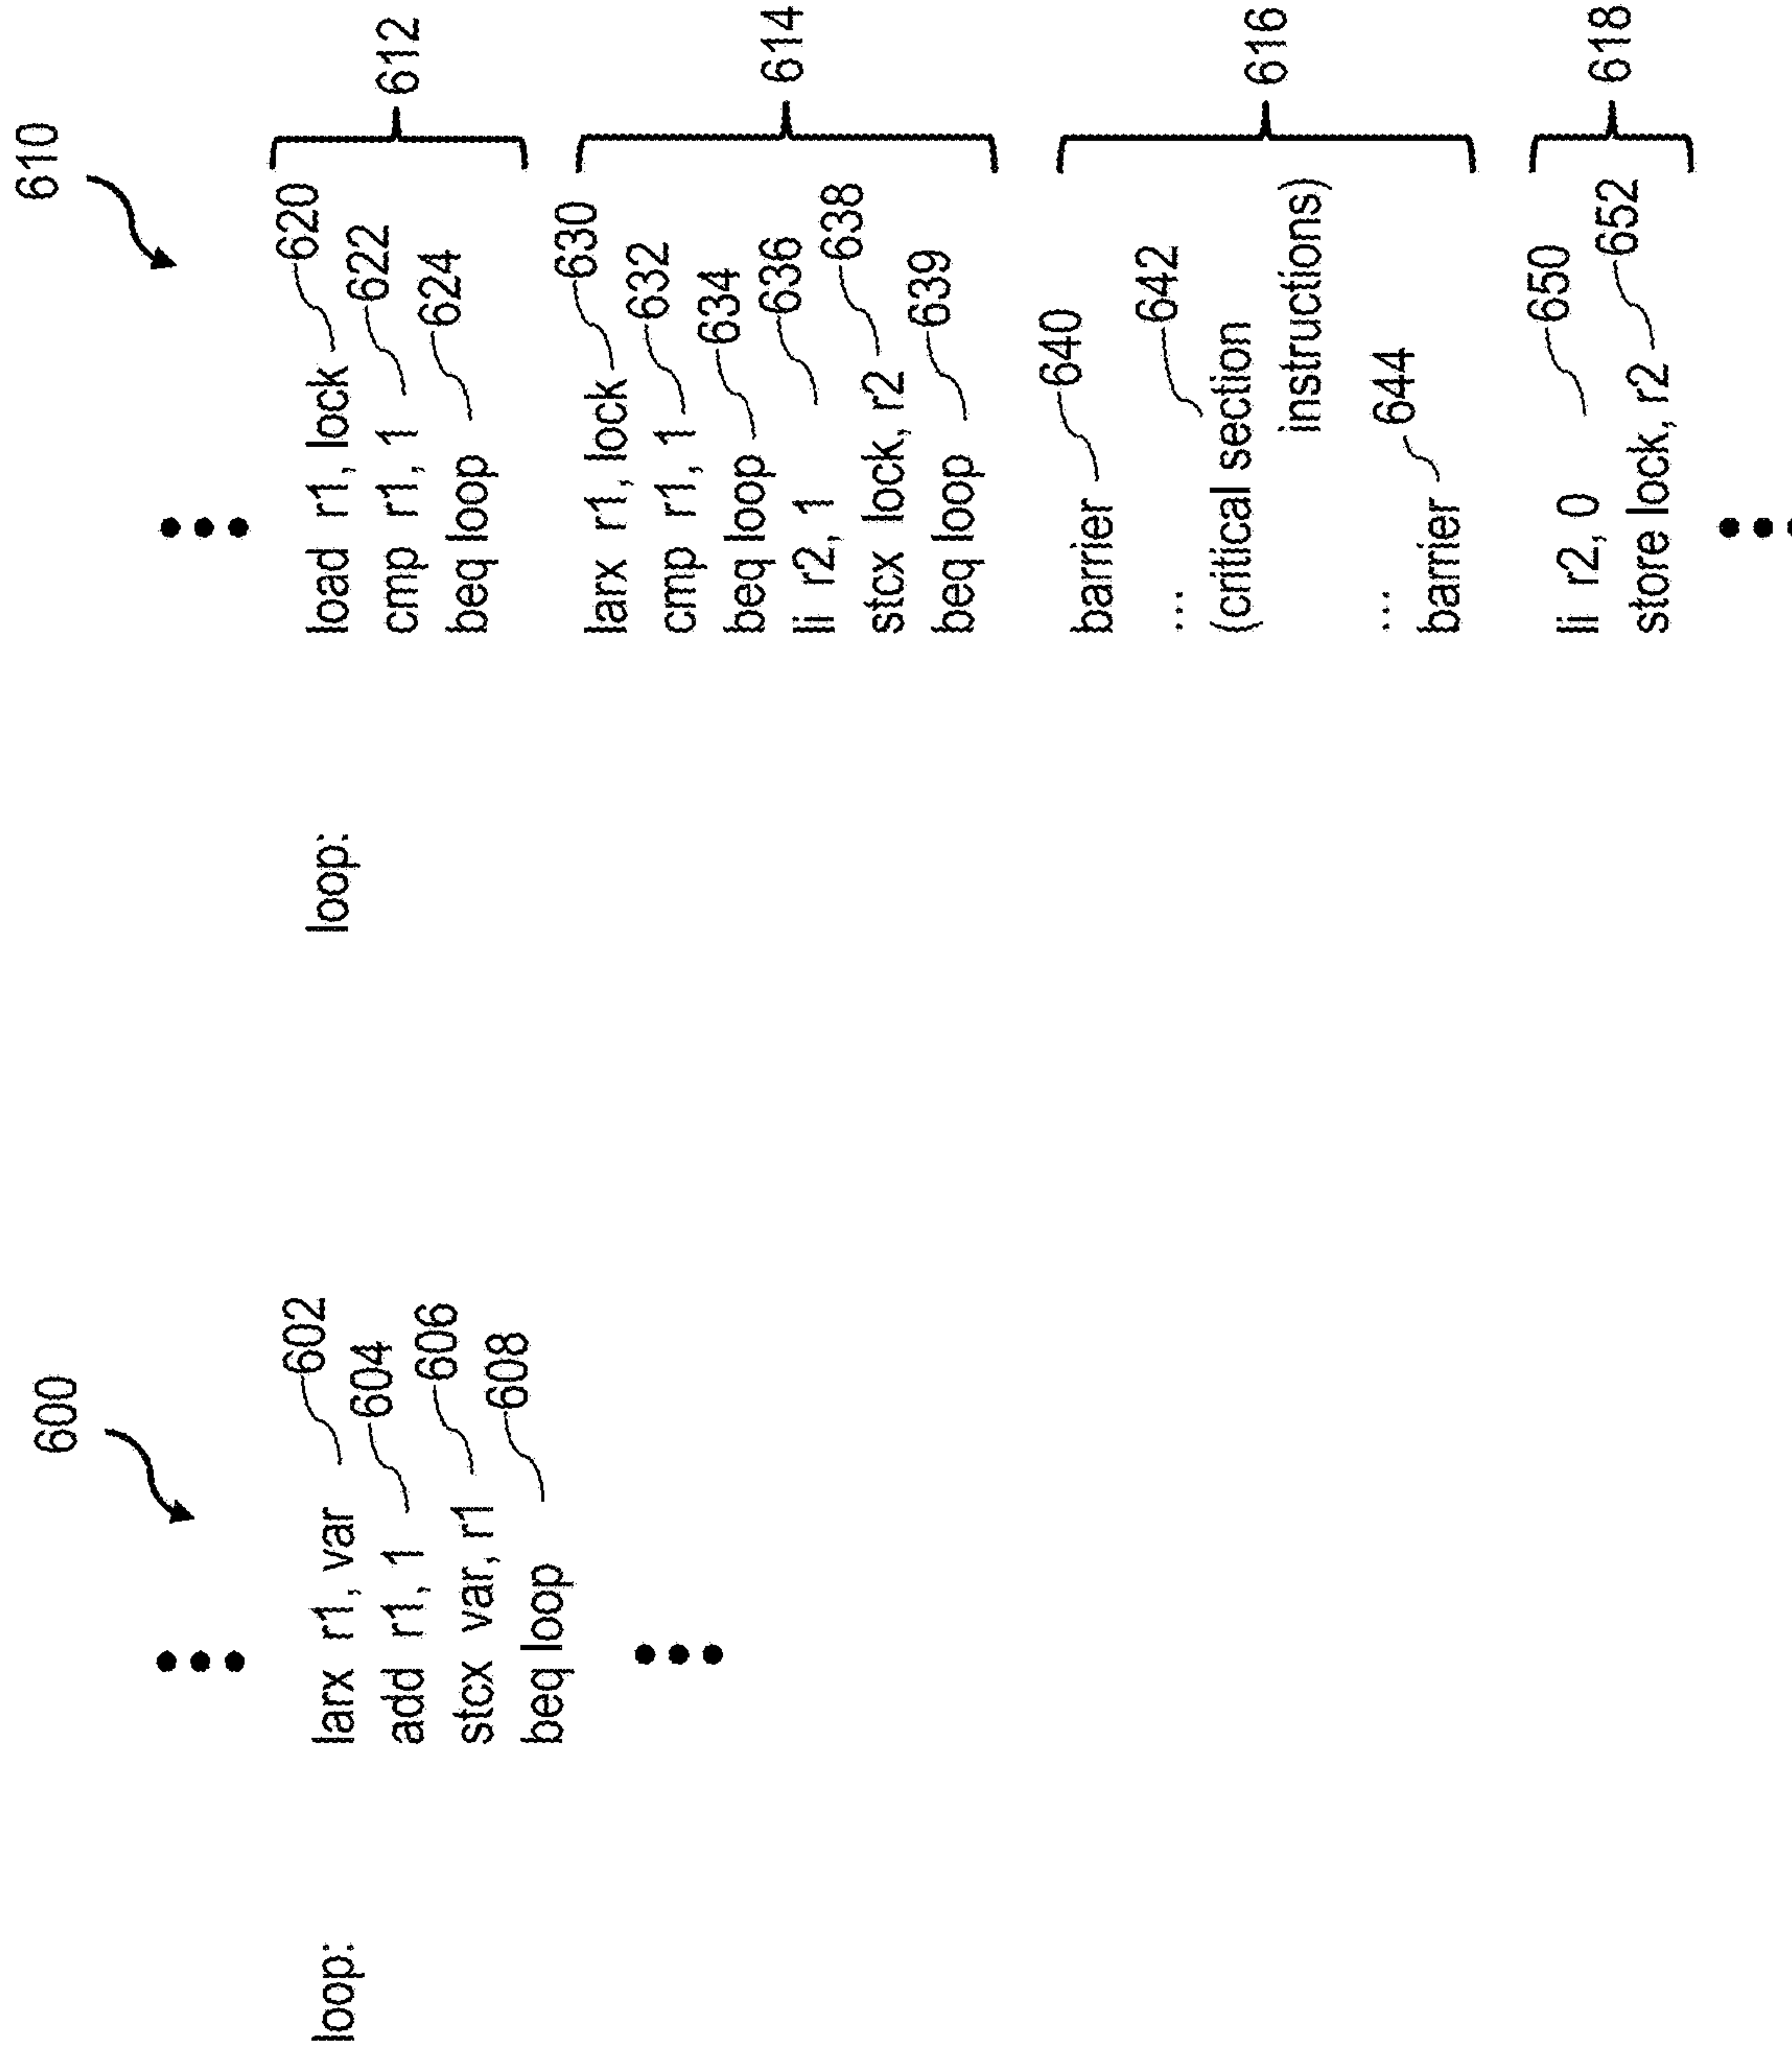 600
loop: larx r1, var 602
add r1, 1 604
stcx var, r1 606
beq loop 608
610
loop: load r1, lock 620
cmp r1, 1 622
beq loop 624
612
larx r1, lock 630
cmp r1, 1 632
beq loop 634
li r2, 1 636
stcx lock, r2 638
beq loop 639
614
barrier 640
... 642
(critical section
instructions)
... 644
barrier
616
li r2, 0 650
store lock, r2 652
618